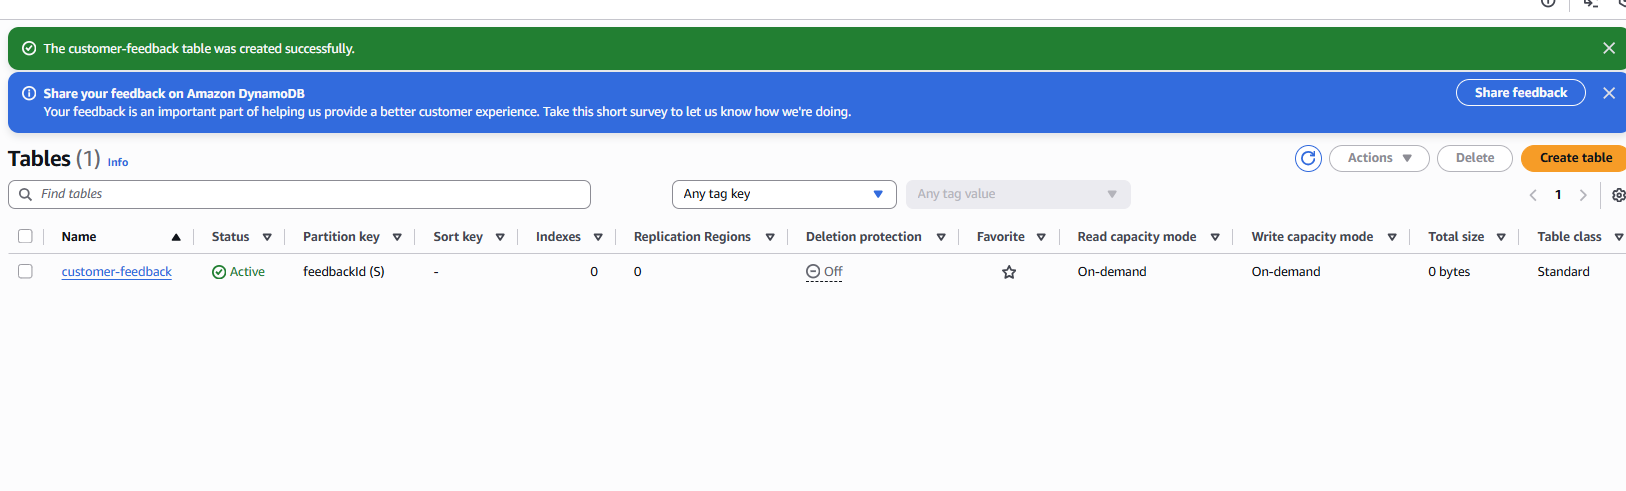 The customer-feedback table was created successfully.
Share your feedback on Amazon DynamoDB
Share feedback
Your feedback is an important part of helping us provide a better customer experience. Take this short survey to let us know how we're doing.
Tables (1) Info
Actions
Delete
Create table
Find tables
Any tag key
Any tag value
1
Name Status Partition key Sort key Indexes Replication Regions Deletion protection Favorite Read capacity mode Write capacity mode Total size Table class
customer-feedback Active feedbackId (S) - 0 0 Off On-demand On-demand 0 bytes Standard